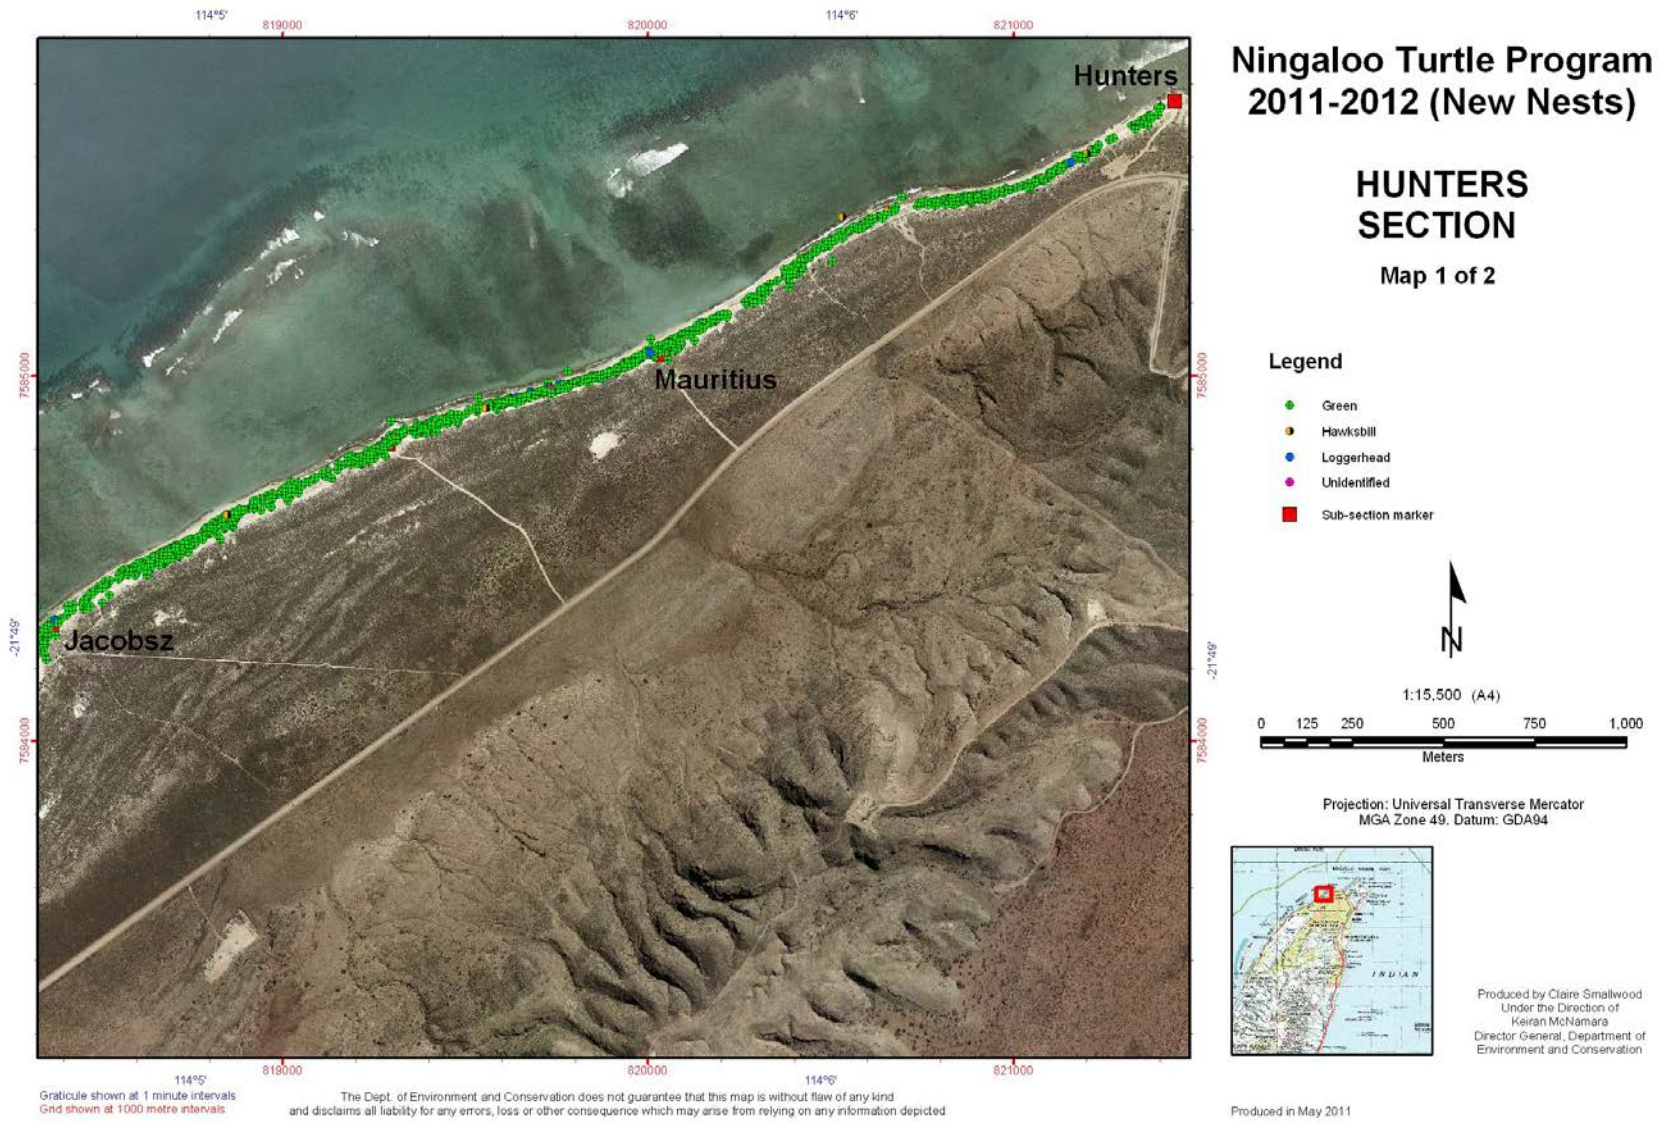 114°5'
819000
820000
114°6'
821000
Hunters
Mauritius
Jacobsz
7585000
7584000
-21°49'
7585000
7584000
-21°49'
819000
820000
821000
114°5'
114°6'
Graticule shown at 1 minute intervals
Grid shown at 1000 metre intervals
The Dept. of Environment and Conservation does not guarantee that this map is without flaw of any kind
and disclaims all liability for any errors, loss or other consequence which may arise from relying on any information depicted
Ningaloo Turtle Program
2011-2012 (New Nests)
HUNTERS
SECTION
Map 1 of 2
Legend
Green
Hawksbill
Loggerhead
Unidentified
Sub-section marker
N
1:15,500 (A4)
0 125 250 500 750 1,000
Meters
Projection: Universal Transverse Mercator
MGA Zone 49. Datum: GDA94
INDIAN
Produced by Claire Smallwood
Under the Direction of
Keiran McNamara
Director General, Department of
Environment and Conservation
Produced in May 2011